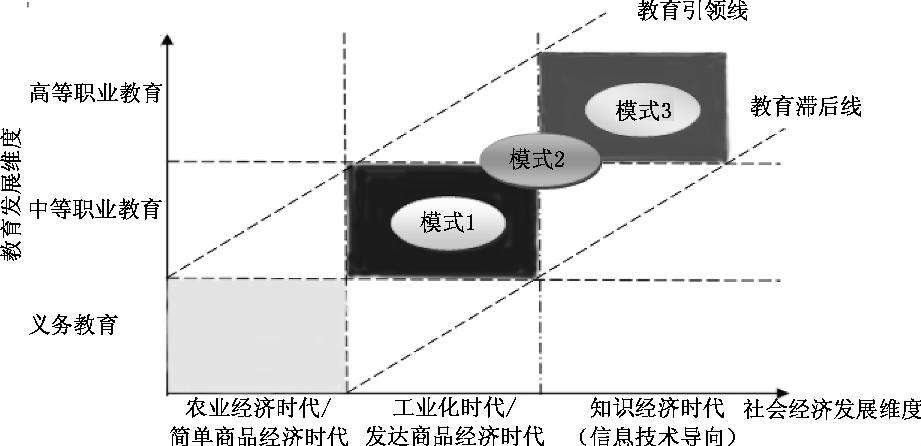 教育引领线
高等职业教育
模式3
教育滞后线
模式2
教育发展维度
中等职业教育
模式1
义务教育
农业经济时代/
简单商品经济时代
工业化时代/
发达商品经济时代
知识经济时代
(信息技术导向)
社会经济发展维度